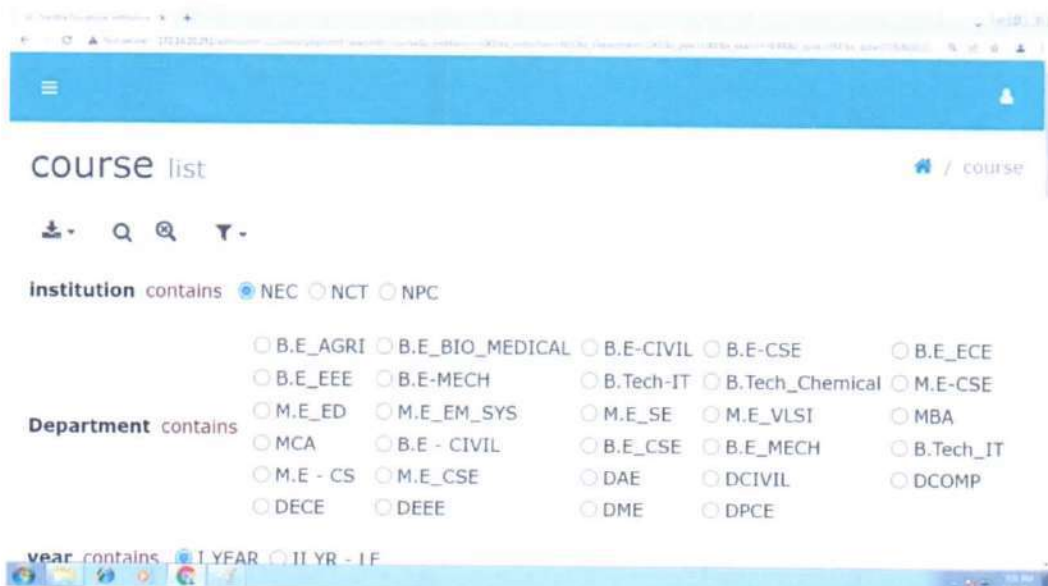 course list
/ course
institution contains NEC NCT NPC
B.E_AGRI B.E_BIO_MEDICAL B.E-CIVIL B.E-CSE B.E_ECE
B.E_EEE B.E-MECH B.Tech-IT B.Tech_Chemical M.E-CSE
Department contains
M.E_ED M.E_EM_SYS M.E_SE M.E_VLSI MBA
MCA B.E - CIVIL B.E_CSE B.E_MECH B.Tech_IT
M.E - CS M.E_CSE DAE DCIVIL DCOMP
DECE DEEE DME DPCE
year contains I YEAR II YR - LE